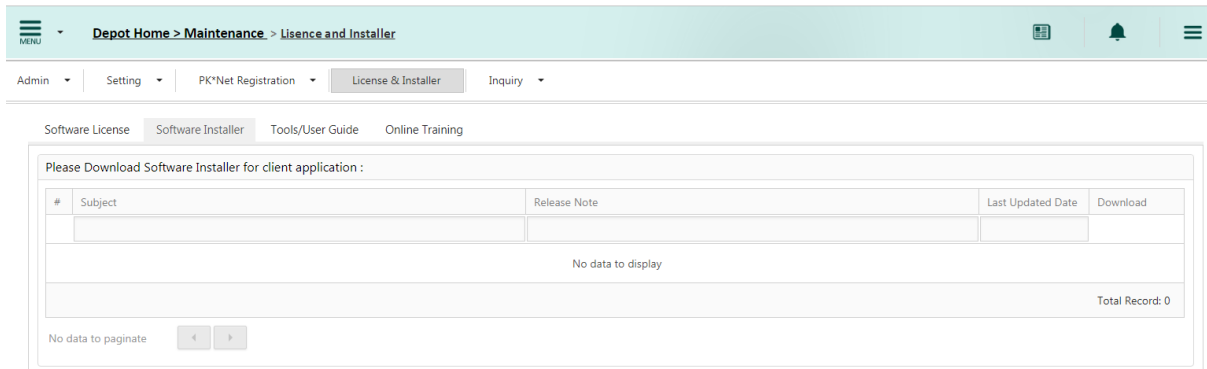 MENU
Depot Home > Maintenance > Lisence and Installer
Admin Setting PK*Net Registration License & Installer Inquiry
Software License Software Installer Tools/User Guide Online Training
Please Download Software Installer for client application :
# Subject Release Note Last Updated Date Download
No data to display
Total Record: 0
No data to paginate